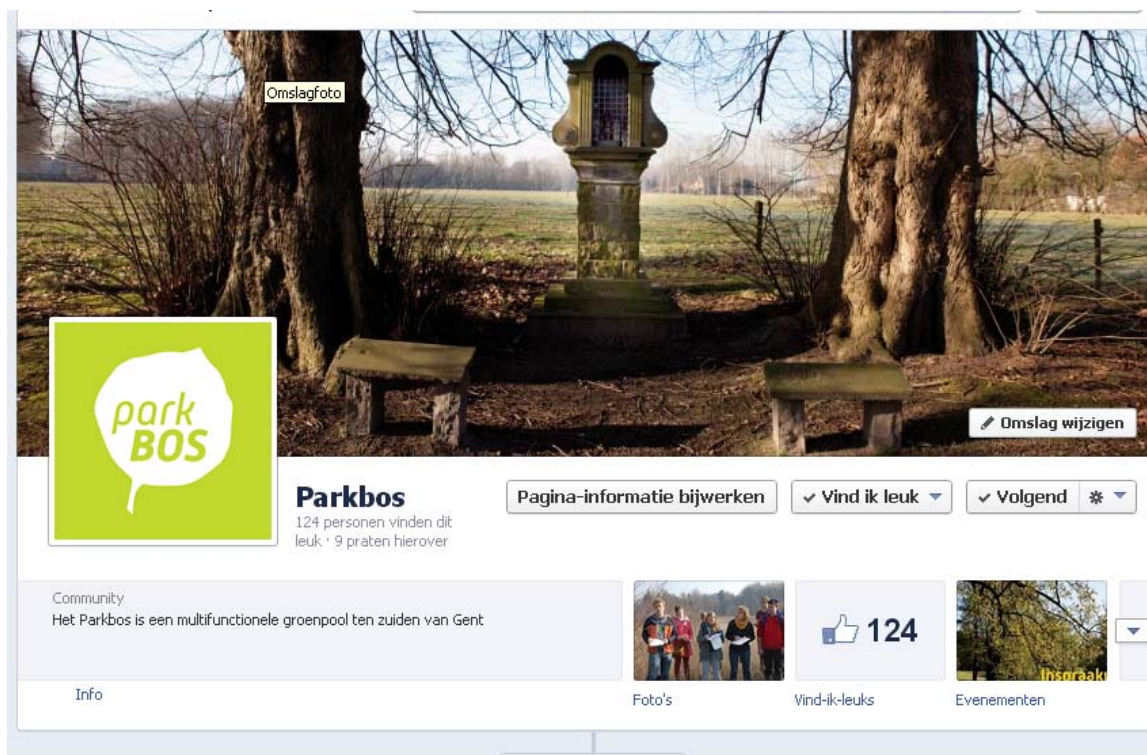 Omslagfoto
park
BOS
Omslag wijzigen
Parkbos
124 personen vinden dit
leuk · 9 praten hierover
Pagina-informatie bijwerken
Vind ik leuk
Volgend
Community
Het Parkbos is een multifunctionele groenpool ten zuiden van Gent
124
Info
Foto's
Vind-ik-leuks
Evenementen